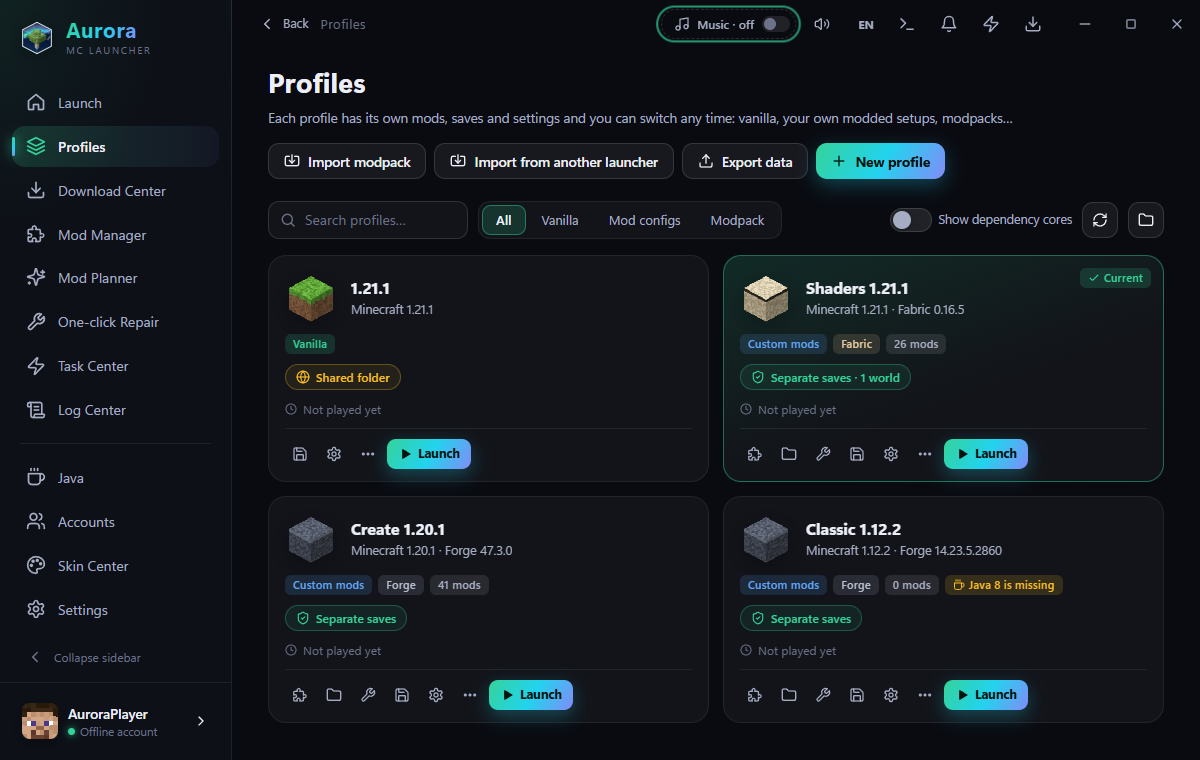 Aurora
MC LAUNCHER
Launch
Profiles
Download Center
Mod Manager
Mod Planner
One-click Repair
Task Center
Log Center
Java
Accounts
Skin Center
Settings
Collapse sidebar
AuroraPlayer
Offline account
Back Profiles
Music · off
EN
Profiles
Each profile has its own mods, saves and settings and you can switch any time: vanilla, your own modded setups, modpacks...
Import modpack
Import from another launcher
Export data
New profile
Search profiles...
All
Vanilla
Mod configs
Modpack
Show dependency cores
1.21.1
Minecraft 1.21.1
Vanilla
Shared folder
Not played yet
Launch
Shaders 1.21.1
Current
Minecraft 1.21.1 · Fabric 0.16.5
Custom mods Fabric 26 mods
Separate saves · 1 world
Not played yet
Launch
Create 1.20.1
Minecraft 1.20.1 · Forge 47.3.0
Custom mods Forge 41 mods
Separate saves
Not played yet
Launch
Classic 1.12.2
Minecraft 1.12.2 · Forge 14.23.5.2860
Custom mods Forge 0 mods Java 8 is missing
Separate saves
Not played yet
Launch